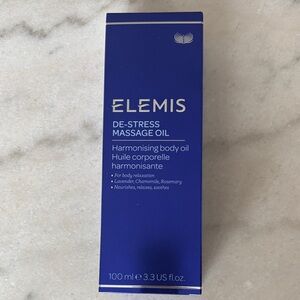 ELEMIS
DE-STRESS
MASSAGE OIL
Harmonising body oil
Huile corporelle
harmonisante
• For body relaxation
• Lavender, Chamomile, Rosemary
• Nourishes, relaxes, soothes
100 ml ℮ 3.3 US fl.oz.